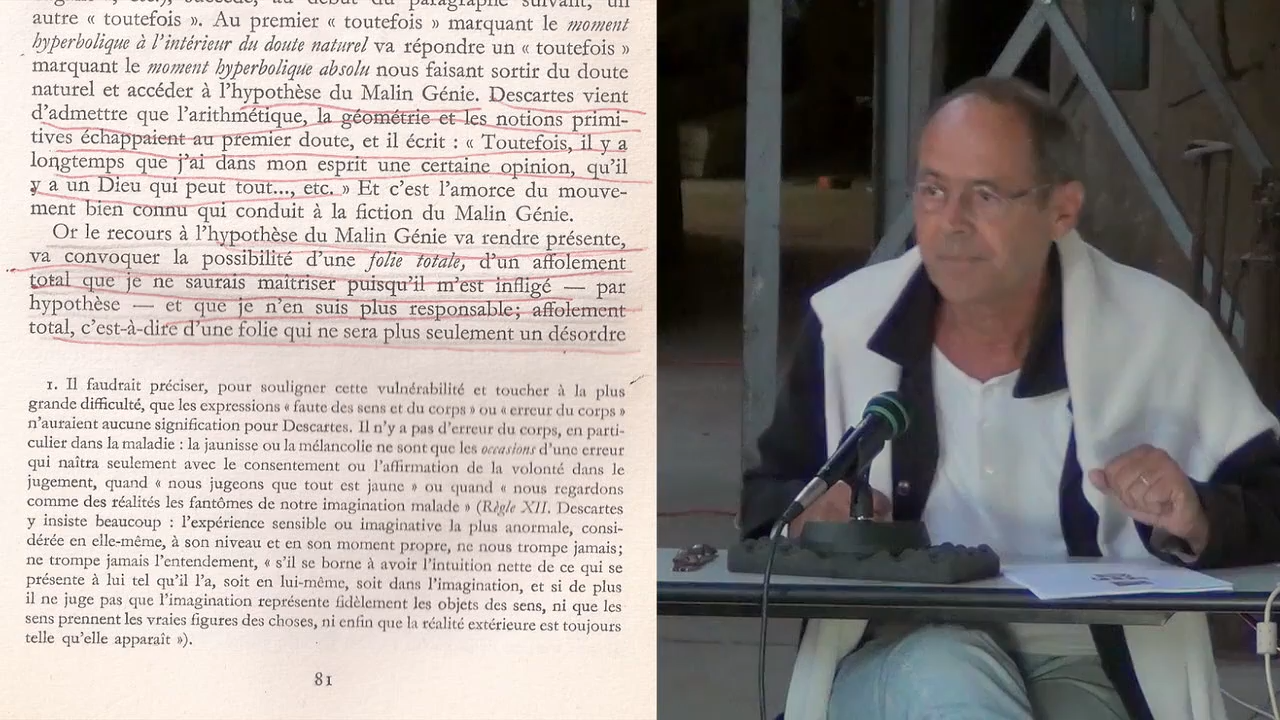 autre « toutefois ». Au premier « toutefois » marquant le moment
hyperbolique à l'intérieur du doute naturel va répondre un « toutefois »
marquant le moment hyperbolique absolu nous faisant sortir du doute
naturel et accéder à l'hypothèse du Malin Génie. Descartes vient
d'admettre que l'arithmétique, la géométrie et les notions primi-
tives échappaient au premier doute, et il écrit : « Toutefois, il y a
longtemps que j'ai dans mon esprit une certaine opinion, qu'il
y a un Dieu qui peut tout..., etc. » Et c'est l'amorce du mouve-
ment bien connu qui conduit à la fiction du Malin Génie.
Or le recours à l'hypothèse du Malin Génie va rendre présente,
va convoquer la possibilité d'une folie totale, d'un affolement
total que je ne saurais maîtriser puisqu'il m'est infligé — par
hypothèse — et que je n'en suis plus responsable; affolement
total, c'est-à-dire d'une folie qui ne sera plus seulement un désordre
1. Il faudrait préciser, pour souligner cette vulnérabilité et toucher à la plus
grande difficulté, que les expressions « faute des sens et du corps » ou « erreur du corps »
n'auraient aucune signification pour Descartes. Il n'y a pas d'erreur du corps, en parti-
culier dans la maladie : la jaunisse ou la mélancolie ne sont que les occasions d'une erreur
qui naîtra seulement avec le consentement ou l'affirmation de la volonté dans le
jugement, quand « nous jugeons que tout est jaune » ou quand « nous regardons
comme des réalités les fantômes de notre imagination malade » (Règle XII. Descartes
y insiste beaucoup : l'expérience sensible ou imaginative la plus anormale, consi-
dérée en elle-même, à son niveau et en son moment propre, ne nous trompe jamais;
ne trompe jamais l'entendement, « s'il se borne à avoir l'intuition nette de ce qui se
présente à lui tel qu'il l'a, soit en lui-même, soit dans l'imagination, et si de plus
il ne juge pas que l'imagination représente fidèlement les objets des sens, ni que les
sens prennent les vraies figures des choses, ni enfin que la réalité extérieure est toujours
telle qu'elle apparaît »).
81